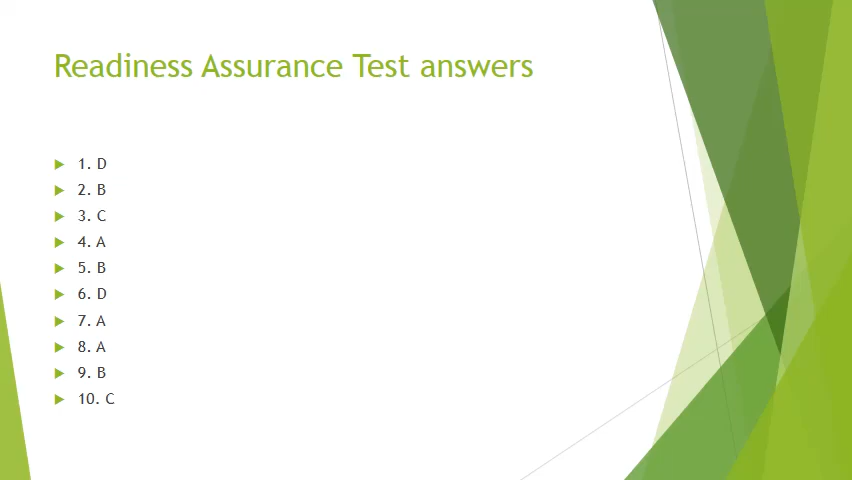 Readiness Assurance Test answers
1. D
2. B
3. C
4. A
5. B
6. D
7. A
8. A
9. B
10. C